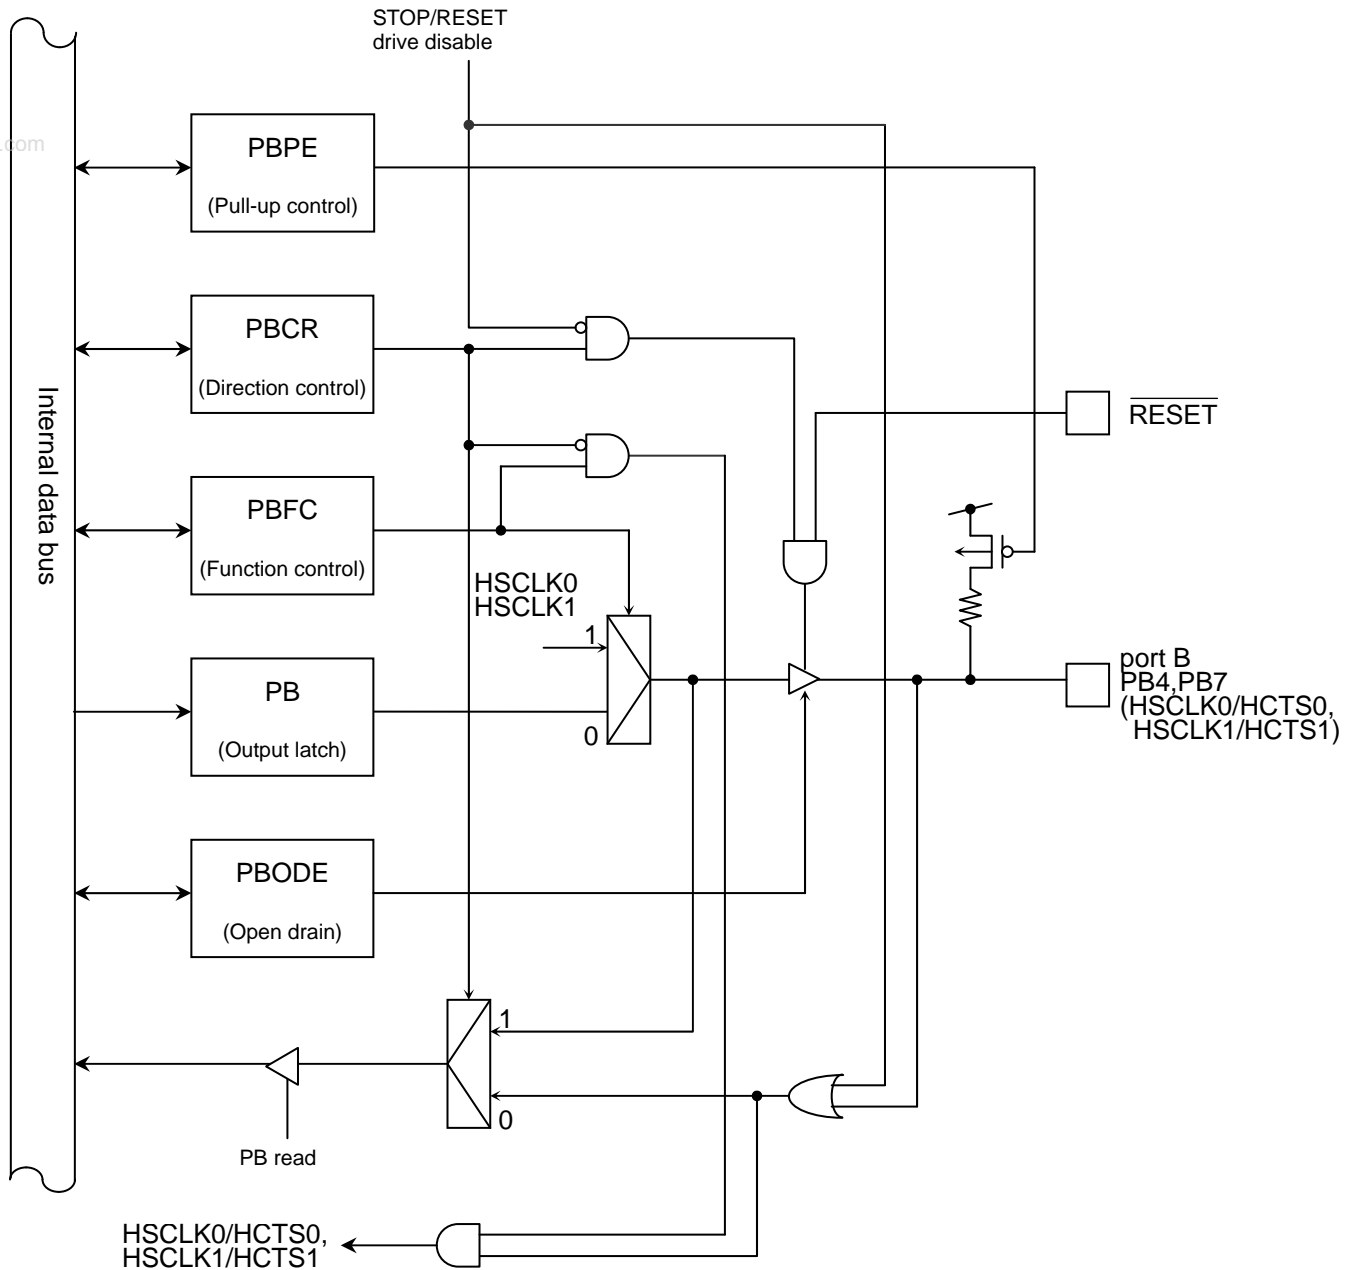 STOP/RESET
drive disable
.com
PBPE
(Pull-up control)
PBCR
(Direction control)
Internal data bus
RESET
PBFC
(Function control)
HSCLK0
HSCLK1
1
0
PB
(Output latch)
port B
PB4,PB7
(HSCLK0/HCTS0,
HSCLK1/HCTS1)
PBODE
(Open drain)
1
0
PB read
HSCLK0/HCTS0,
HSCLK1/HCTS1